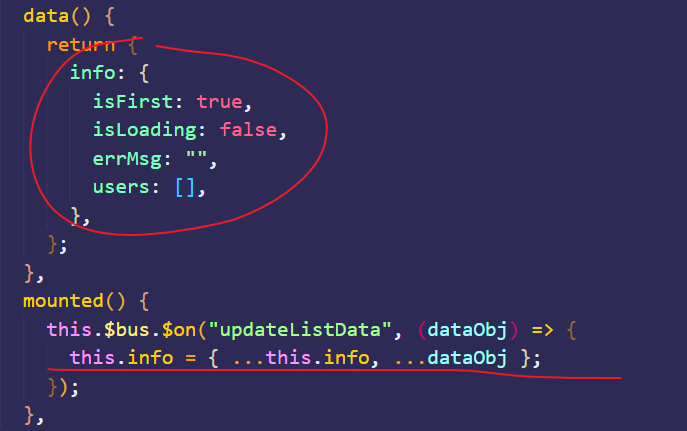 data() {
return {
info: {
isFirst: true,
isLoading: false,
errMsg: "",
users: [],
},
};
},
mounted() {
this.$bus.$on("updateListData", (dataObj) => {
this.info = { ...this.info, ...dataObj };
});
},